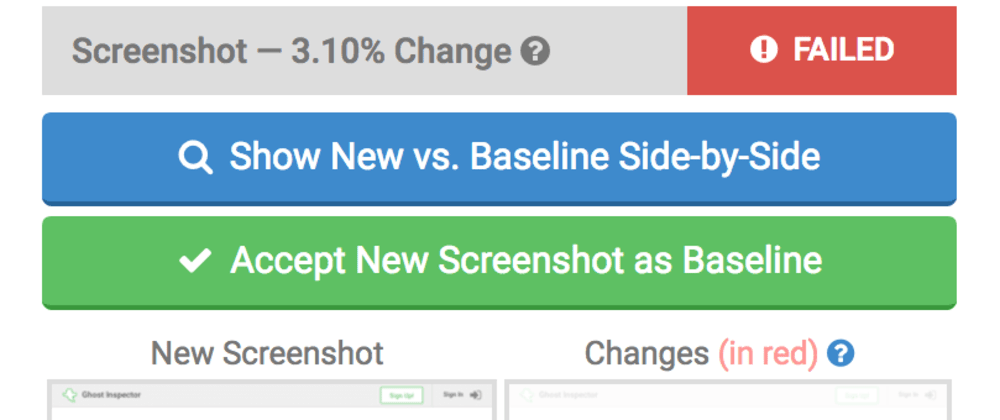 Screenshot — 3.10% Change ?
! FAILED
Show New vs. Baseline Side-by-Side
Accept New Screenshot as Baseline
New Screenshot
Changes (in red) ?
Ghost Inspector Sign Up! Sign In
Ghost Inspector Sign Up! Sign In